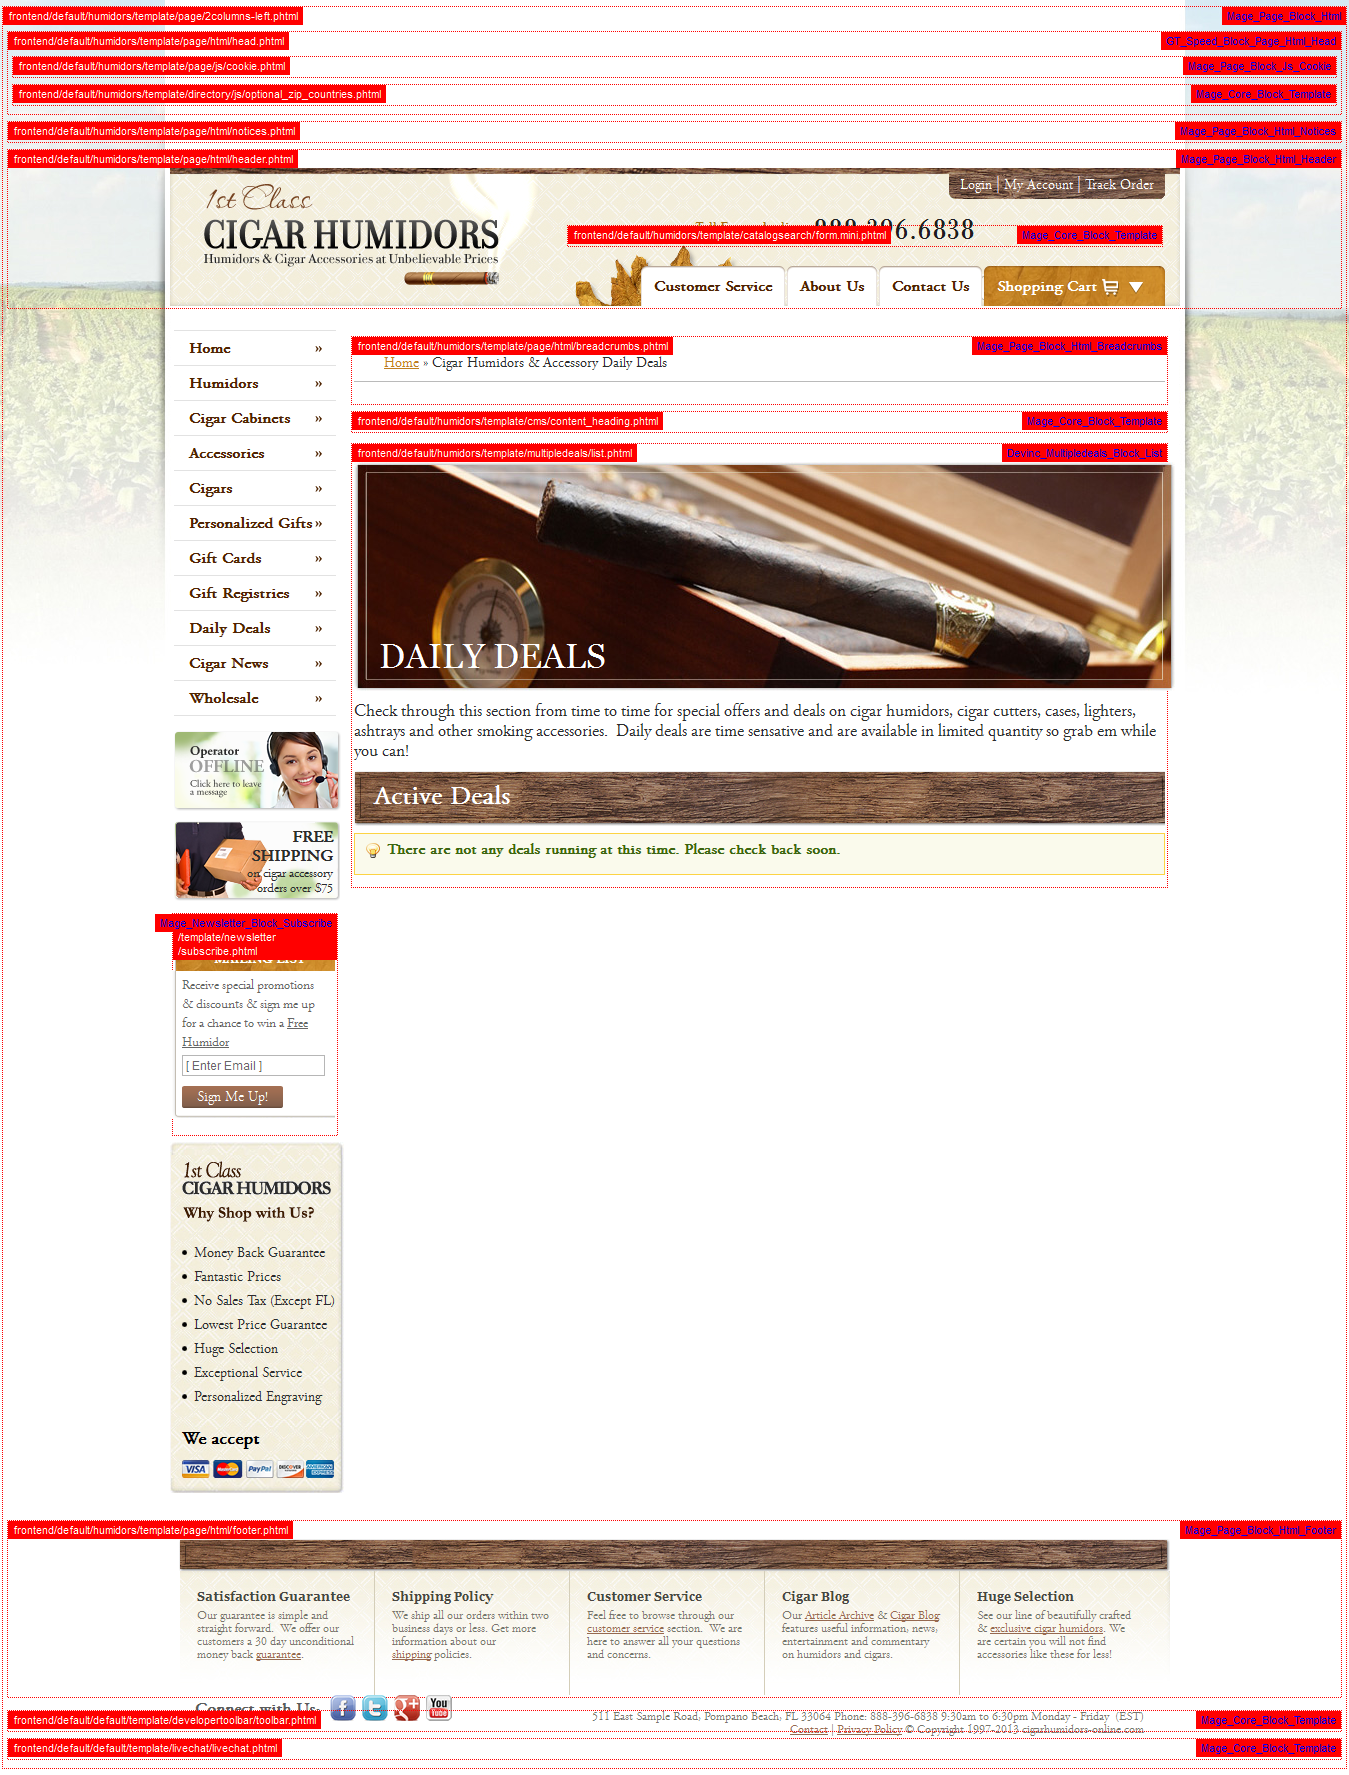 frontend/default/humidors/template/page/2columns-left.phtml Mage_Page_Block_Html
frontend/default/humidors/template/page/html/head.phtml GT_Speed_Block_Page_Html_Head
frontend/default/humidors/template/page/js/cookie.phtml Mage_Page_Block_Js_Cookie
frontend/default/humidors/template/directory/js/optional_zip_countries.phtml Mage_Core_Block_Template
frontend/default/humidors/template/page/html/notices.phtml Mage_Page_Block_Html_Notices
frontend/default/humidors/template/page/html/header.phtml Mage_Page_Block_Html_Header
Login | My Account | Track Order
1st Class
CIGAR HUMIDORS
Humidors & Cigar Accessories at Unbelievable Prices
frontend/default/humidors/template/catalogsearch/form.mini.phtml Mage_Core_Block_Template
Customer Service About Us Contact Us Shopping Cart
Home »
Humidors »
Cigar Cabinets »
Accessories »
Cigars »
Personalized Gifts »
Gift Cards »
Gift Registries »
Daily Deals »
Cigar News »
Wholesale »
Operator
OFFLINE
Click here to leave
a message
FREE
SHIPPING
on cigar accessory
orders over $75
Mage_Newsletter_Block_Subscribe
/template/newsletter
/subscribe.phtml
MAILING LIST
Receive special promotions
& discounts & sign me up
for a chance to win a Free
Humidor
[ Enter Email ]
Sign Me Up!
1st Class
CIGAR HUMIDORS
Why Shop with Us?
• Money Back Guarantee
• Fantastic Prices
• No Sales Tax (Except FL)
• Lowest Price Guarantee
• Huge Selection
• Exceptional Service
• Personalized Engraving
We accept
VISA MasterCard PayPal DISCOVER AMERICAN EXPRESS
frontend/default/humidors/template/page/html/breadcrumbs.phtml Mage_Page_Block_Html_Breadcrumbs
Home » Cigar Humidors & Accessory Daily Deals
frontend/default/humidors/template/cms/content_heading.phtml Mage_Core_Block_Template
frontend/default/humidors/template/multipledeals/list.phtml Devinc_Multipledeals_Block_List
DAILY DEALS
Check through this section from time to time for special offers and deals on cigar humidors, cigar cutters, cases, lighters,
ashtrays and other smoking accessories.  Daily deals are time sensative and are available in limited quantity so grab em while
you can!
Active Deals
There are not any deals running at this time. Please check back soon.
frontend/default/humidors/template/page/html/footer.phtml Mage_Page_Block_Html_Footer
Satisfaction Guarantee
Our guarantee is simple and
straight forward.  We offer our
customers a 30 day unconditional
money back guarantee.
Shipping Policy
We ship all our orders within two
business days or less. Get more
information about our
shipping policies.
Customer Service
Feel free to browse through our
customer service section.  We are
here to answer all your questions
and concerns.
Cigar Blog
Our Article Archive & Cigar Blog
features useful information, news,
entertainment and commentary
on humidors and cigars.
Huge Selection
See our line of beautifully crafted
& exclusive cigar humidors. We
are certain you will not find
accessories like these for less!
Connect with Us:
You
Tube
511 East Sample Road, Pompano Beach, FL 33064 Phone: 888-396-6838 9:30am to 6:30pm Monday - Friday  (EST)
Contact | Privacy Policy © Copyright 1997-2013 cigarhumidors-online.com
frontend/default/default/template/developertoolbar/toolbar.phtml Mage_Core_Block_Template
frontend/default/default/template/livechat/livechat.phtml Mage_Core_Block_Template